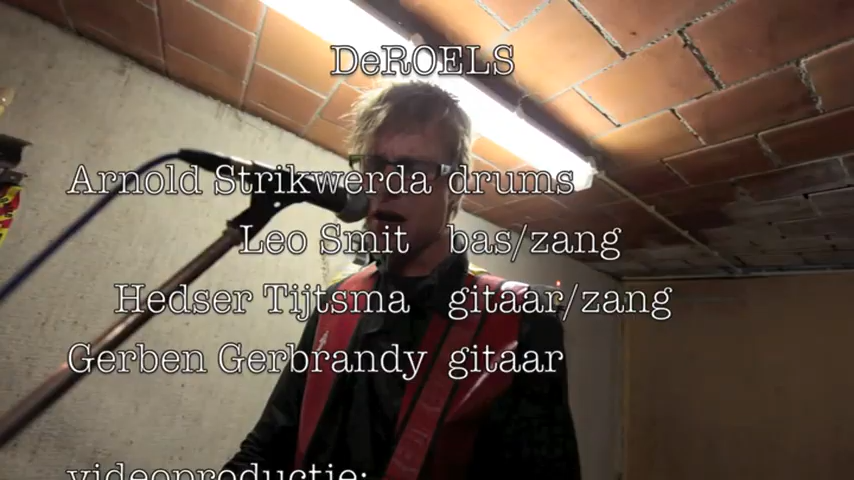 DeROELS
Arnold Strikwerda drums
Leo Smit bas/zang
Hedser Tijtsma gitaar/zang
Gerben Gerbrandy gitaar
videoproductie: